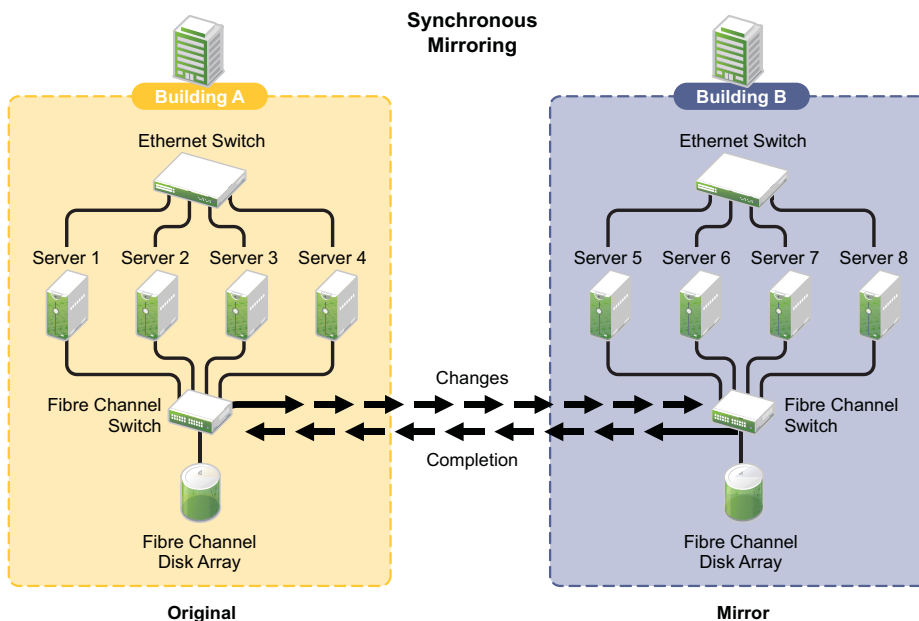 Synchronous
Mirroring
Building A
Building B
Ethernet Switch
Ethernet Switch
Server 1 Server 2 Server 3 Server 4
Server 5 Server 6 Server 7 Server 8
Changes
Fibre Channel
Switch
Fibre Channel
Switch
Completion
Fibre Channel
Disk Array
Fibre Channel
Disk Array
Original
Mirror